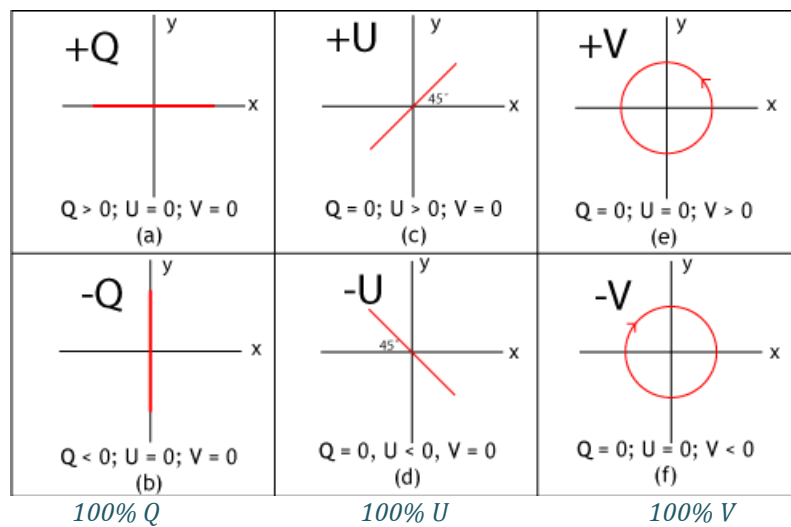 +Q
y
x
Q > 0; U = 0; V = 0
(a)
+U
y
45°
x
Q = 0; U > 0; V = 0
(c)
+V
y
x
Q = 0; U = 0; V > 0
(e)
-Q
y
x
Q < 0; U = 0; V = 0
(b)
-U
y
45°
x
Q = 0, U < 0, V = 0
(d)
-V
y
x
Q = 0; U = 0; V < 0
(f)
100% Q
100% U
100% V